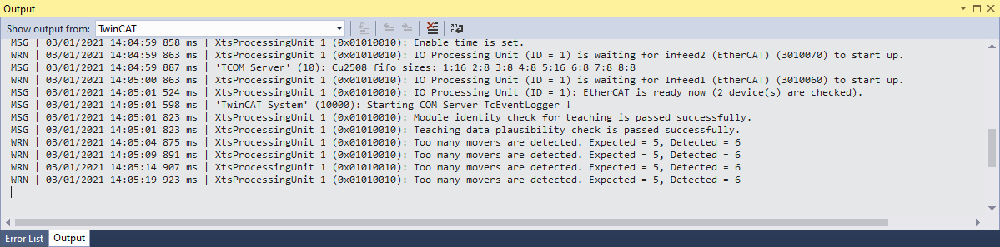 Output
Show output from: TwinCAT
MSG | 03/01/2021 14:04:59 858 ms | XtsProcessingUnit 1 (0x01010010): Enable time is set.
WRN | 03/01/2021 14:04:59 863 ms | XtsProcessingUnit 1 (0x01010010): IO Processing Unit (ID = 1) is waiting for infeed2 (EtherCAT) (3010070) to start up.
MSG | 03/01/2021 14:04:59 887 ms | 'TCOM Server' (10): Cu2508 fifo sizes: 1:16 2:8 3:8 4:8 5:16 6:8 7:8 8:8
WRN | 03/01/2021 14:05:00 863 ms | XtsProcessingUnit 1 (0x01010010): IO Processing Unit (ID = 1) is waiting for Infeed1 (EtherCAT) (3010060) to start up.
MSG | 03/01/2021 14:05:01 524 ms | XtsProcessingUnit 1 (0x01010010): IO Processing Unit (ID = 1): EtherCAT is ready now (2 device(s) are checked).
MSG | 03/01/2021 14:05:01 598 ms | 'TwinCAT System' (10000): Starting COM Server TcEventLogger !
MSG | 03/01/2021 14:05:01 823 ms | XtsProcessingUnit 1 (0x01010010): Module identity check for teaching is passed successfully.
MSG | 03/01/2021 14:05:01 823 ms | XtsProcessingUnit 1 (0x01010010): Teaching data plausibility check is passed successfully.
WRN | 03/01/2021 14:05:04 875 ms | XtsProcessingUnit 1 (0x01010010): Too many movers are detected. Expected = 5, Detected = 6
WRN | 03/01/2021 14:05:09 891 ms | XtsProcessingUnit 1 (0x01010010): Too many movers are detected. Expected = 5, Detected = 6
WRN | 03/01/2021 14:05:14 907 ms | XtsProcessingUnit 1 (0x01010010): Too many movers are detected. Expected = 5, Detected = 6
WRN | 03/01/2021 14:05:19 923 ms | XtsProcessingUnit 1 (0x01010010): Too many movers are detected. Expected = 5, Detected = 6
Error List Output